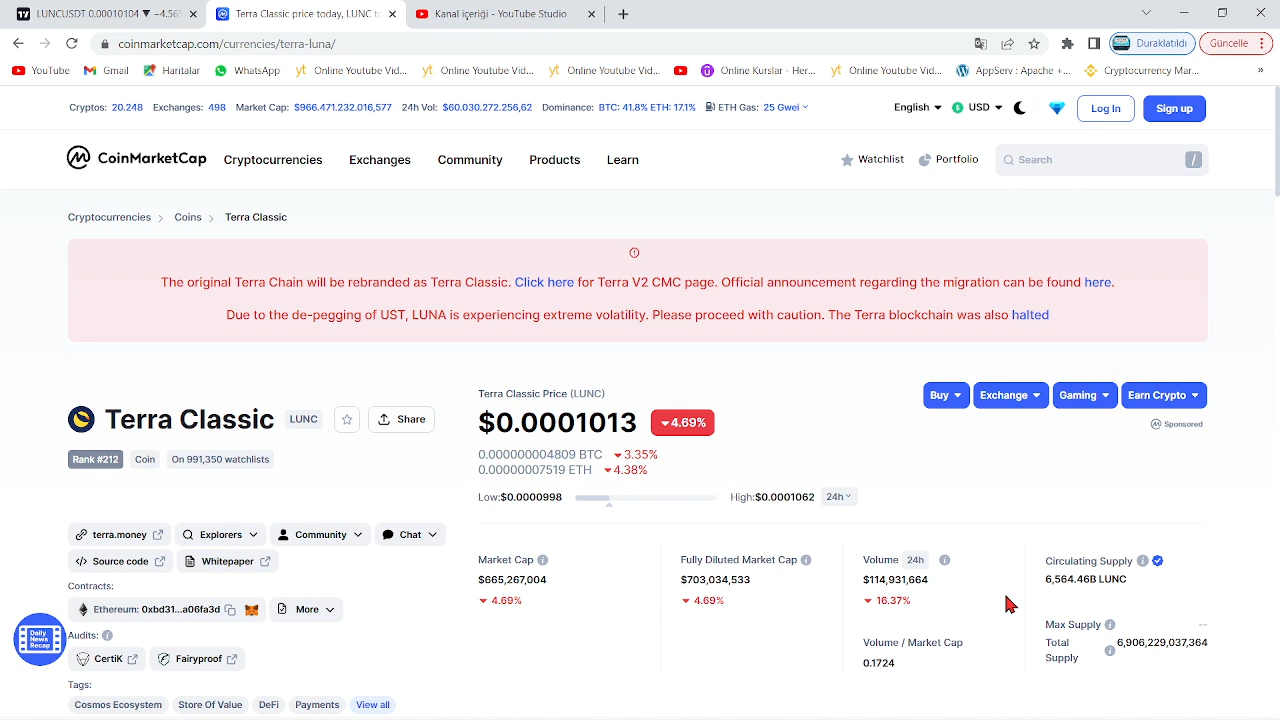 LUNCUSDT 0.00010104 ▼ −4.56
Terra Classic price today, LUNC to
Kanal içeriği - YouTube Studio
coinmarketcap.com/currencies/terra-luna/
Duraklatıldı
Güncelle
YouTube
Gmail
Haritalar
WhatsApp
Online Youtube Vid...
Online Youtube Vid...
Online Youtube Vid...
Online Kurslar - Her...
Online Youtube Vid...
AppServ : Apache +...
Cryptocurrency Mar...
»
Cryptos: 20.248 Exchanges: 498 Market Cap: $966.471.232.016,577 24h Vol: $60.030.272.256,62 Dominance: BTC: 41.8% ETH: 17.1% ETH Gas: 25 Gwei
English
USD
Log In
Sign up
CoinMarketCap
Cryptocurrencies
Exchanges
Community
Products
Learn
Watchlist
Portfolio
Search
/
Cryptocurrencies > Coins > Terra Classic
The original Terra Chain will be rebranded as Terra Classic. Click here for Terra V2 CMC page. Official announcement regarding the migration can be found here.
Due to the de-pegging of UST, LUNA is experiencing extreme volatility. Please proceed with caution. The Terra blockchain was also halted
Terra Classic
LUNC
Share
Rank #212
Coin
On 991,350 watchlists
Terra Classic Price (LUNC)
$0.0001013
4.69%
0.000000004809 BTC 3.35%
0.00000007519 ETH 4.38%
Low:$0.0000998
High:$0.0001062
24h
Buy
Exchange
Gaming
Earn Crypto
Sponsored
terra.money
Explorers
Community
Chat
Source code
Whitepaper
Contracts:
Ethereum: 0xbd31...a06fa3d
More
Audits:
CertiK
Fairyproof
Tags:
Cosmos Ecosystem
Store Of Value
DeFi
Payments
View all
Daily
News
Recap
Market Cap
$665,267,004
4.69%
Fully Diluted Market Cap
$703,034,533
4.69%
Volume 24h
$114,931,664
16.37%
Volume / Market Cap
0.1724
Circulating Supply
6,564.46B LUNC
Max Supply --
Total Supply 6,906,229,037,364